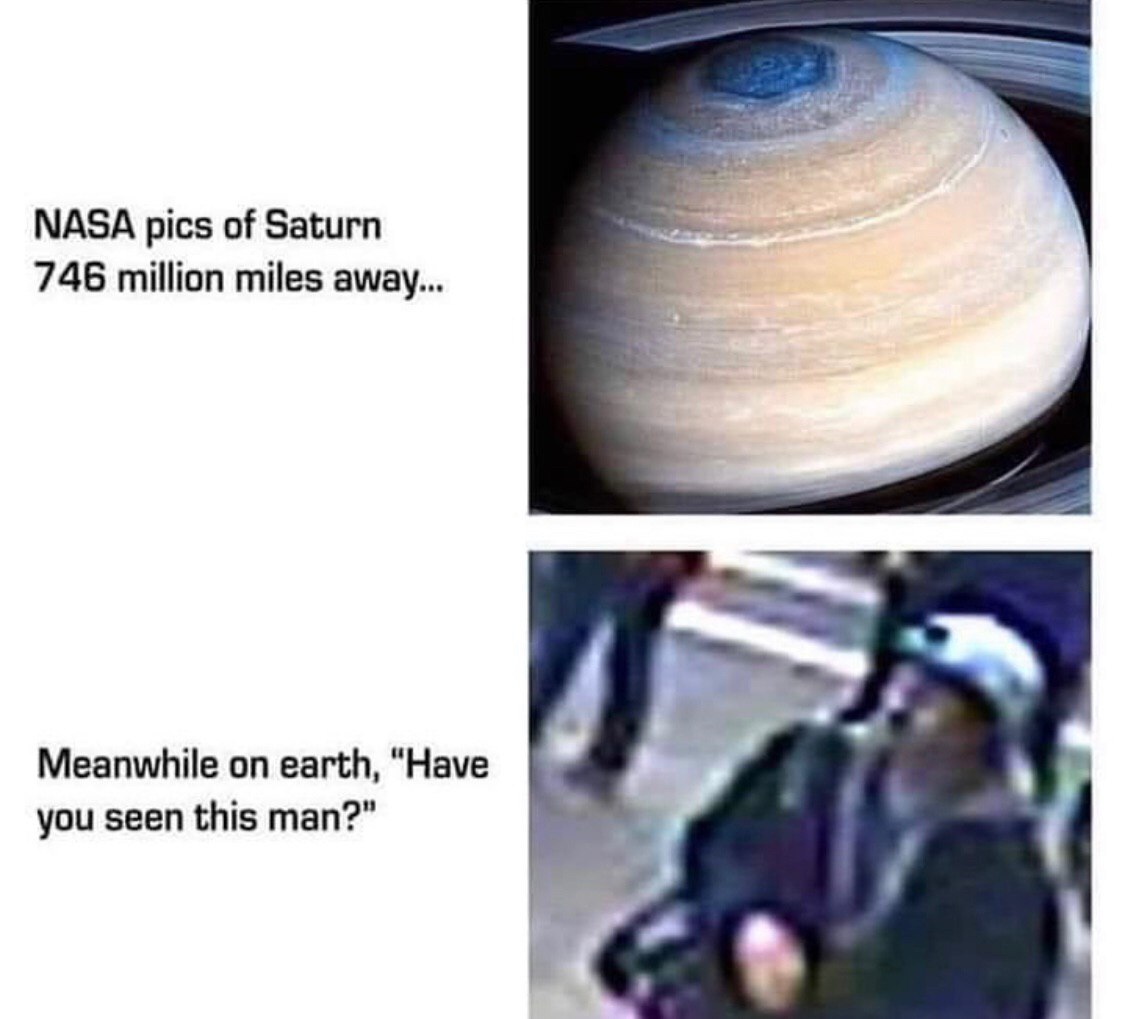 NASA pics of Saturn
746 million miles away...
Meanwhile on earth, "Have
you seen this man?"